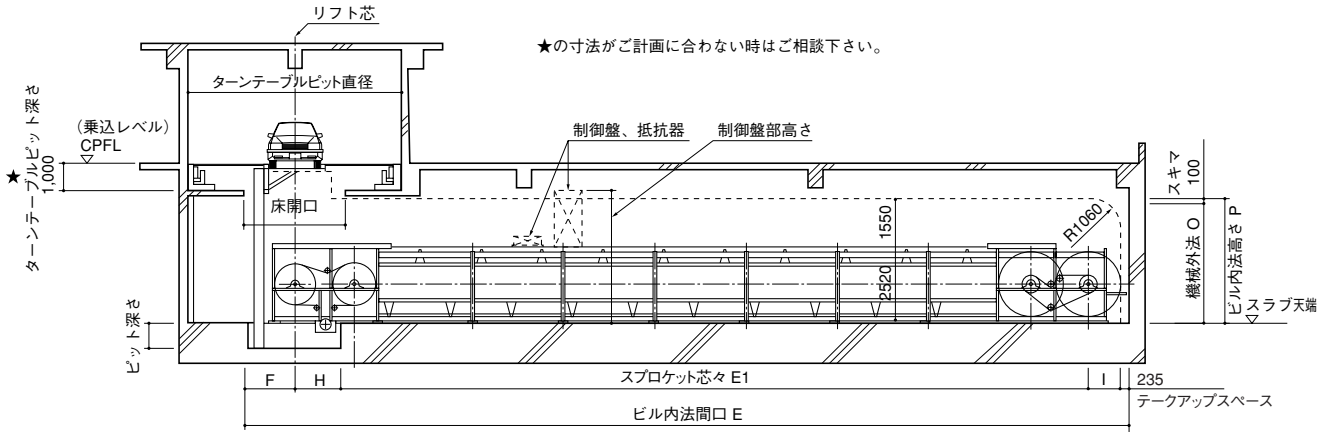 リフト芯
★の寸法がご計画に合わない時はご相談下さい。
ターンテーブルピット直径
(乗込レベル)
CPFL
★
ターンテーブルピット深さ
1,000
制御盤、抵抗器
制御盤部高さ
床開口
スキマ
100
1550
R1060
2520
機械外法 O
ビル内法高さ P
スラブ天端
ピット深さ
F
H
スプロケット芯々 E1
I
235
テークアップスペース
ビル内法間口 E